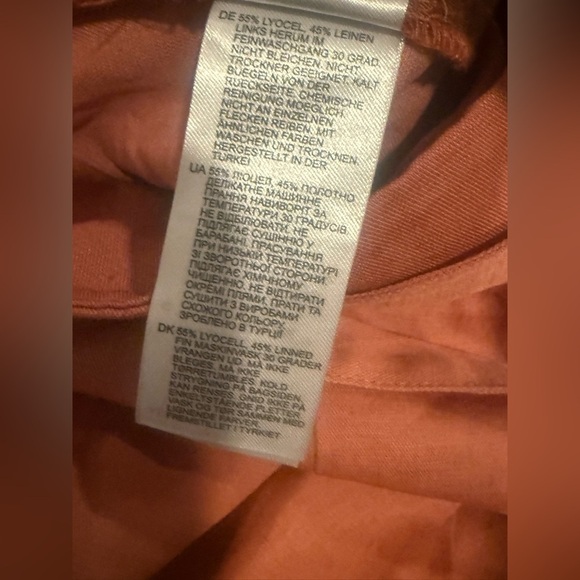 DE 55% LYOCEL, 45% LEINEN
LINKS HERUM IM
FEINWASCHGANG 30 GRAD
NICHT BLEICHEN. NICHT
TROCKNER GEEIGNET. KALT
BUEGELN VON DER
RUECKSEITE. CHEMISCHE
REINIGUNG MOEGLICH
NICHT AN EINZELNEN
FLECKEN REIBEN. MIT
ÄHNLICHEN FARBEN
WASCHEN UND TROCKNEN.
HERGESTELLT IN DER
TÜRKEI
UA 55% ЛІОЦЕЛ, 45% ПОЛОТНО
ДЕЛІКАТНЕ МАШИННЕ
ПРАННЯ НАВИВОРІТ ЗА
ТЕМПЕРАТУРИ 30 ГРАДУСІВ.
НЕ ВІДБІЛЮВАТИ. НЕ
ПІДЛЯГАЄ СУШІННЮ У
БАРАБАНІ. ПРАСУВАННЯ
ПРИ НИЗЬКІЙ ТЕМПЕРАТУРІ
ЗІ ЗВОРОТНЬОЇ СТОРОНИ
ПІДЛЯГАЄ ХІМІЧНОМУ
ЧИЩЕННЮ. НЕ ВІДТИРАТИ
ОКРЕМІ ПЛЯМИ. ПРАТИ ТА
СУШИТИ З ВИРОБАМИ
СХОЖОГО КОЛЬОРУ.
ЗРОБЛЕНО В ТУРЦІЇ
DK 55% LYOCELL, 45% LINNED
FIN MASKINVASK 30 GRADER
VRANGEN UD. MÅ IKKE
BLEGES. MÅ IKKE
TØRRETUMBLES. KOLD
STRYGNING PÅ BAGSIDEN.
KAN RENSES. GNID IKKE PÅ
ENKELTSTÅENDE PLETTER.
VASK OG TØR SAMMEN MED
LIGNENDE FARVER.
FREMSTILLET I TYRKIET